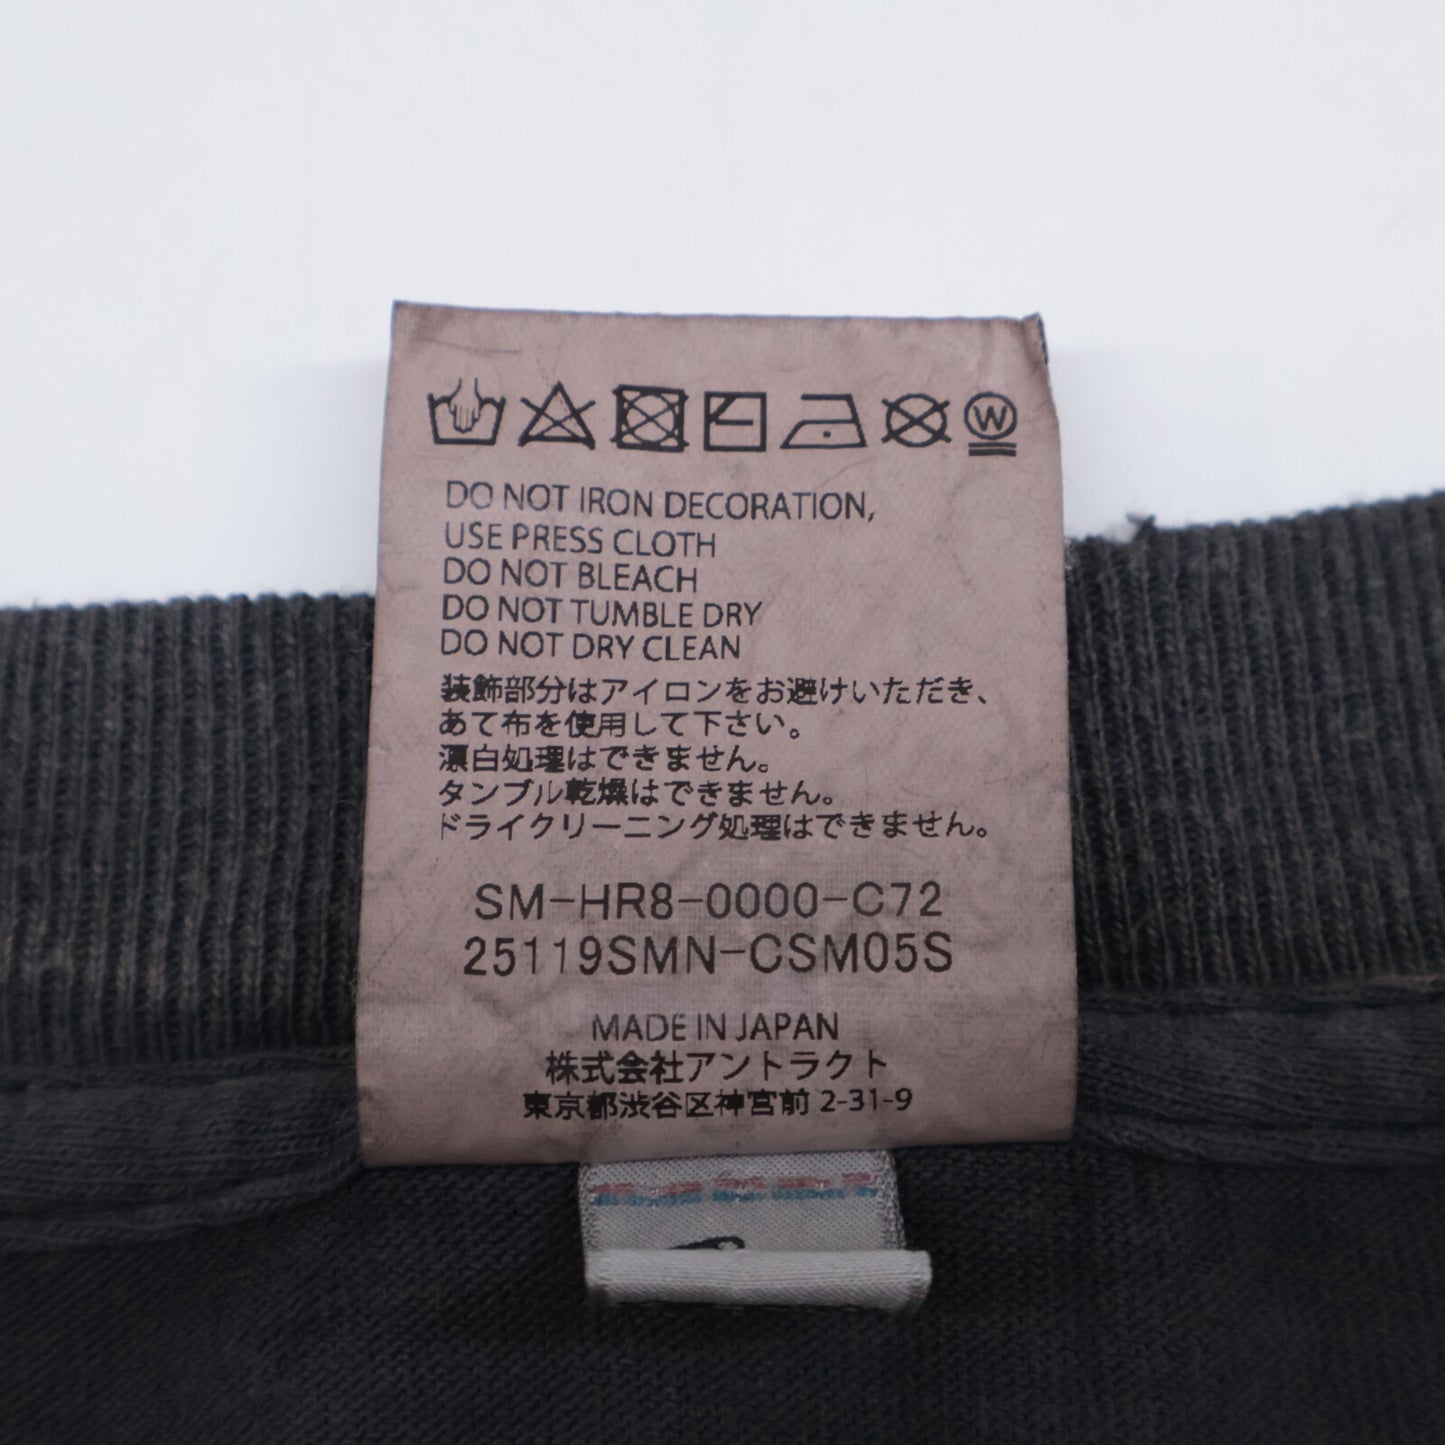 W
DO NOT IRON DECORATION,
USE PRESS CLOTH
DO NOT BLEACH
DO NOT TUMBLE DRY
DO NOT DRY CLEAN
装飾部分はアイロンをお避けいただき、
あて布を使用して下さい。
漂白処理はできません。
タンブル乾燥はできません。
ドライクリーニング処理はできません。
SM-HR8-0000-C72
25119SMN-CSM05S
MADE IN JAPAN
株式会社アントラクト
東京都渋谷区神宮前 2-31-9